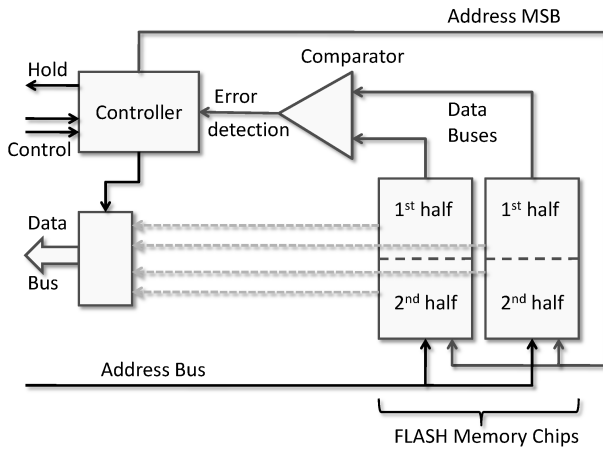 Address MSB
Hold
Comparator
Controller
Error
detection
Data
Buses
Control
1st half
1st half
Data
Bus
2nd half
2nd half
Address Bus
FLASH Memory Chips